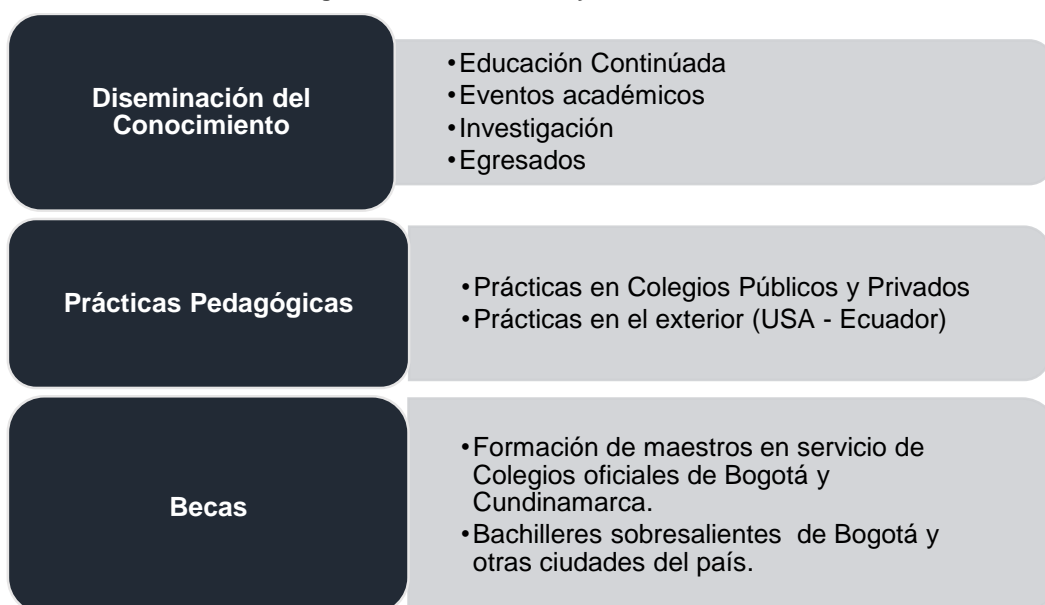 Diseminación del
Conocimiento
•Educación Continúada
•Eventos académicos
•Investigación
•Egresados
Prácticas Pedagógicas
•Prácticas en Colegios Públicos y Privados
•Prácticas en el exterior (USA - Ecuador)
Becas
•Formación de maestros en servicio de
Colegios oficiales de Bogotá y
Cundinamarca.
•Bachilleres sobresalientes de Bogotá y
otras ciudades del país.